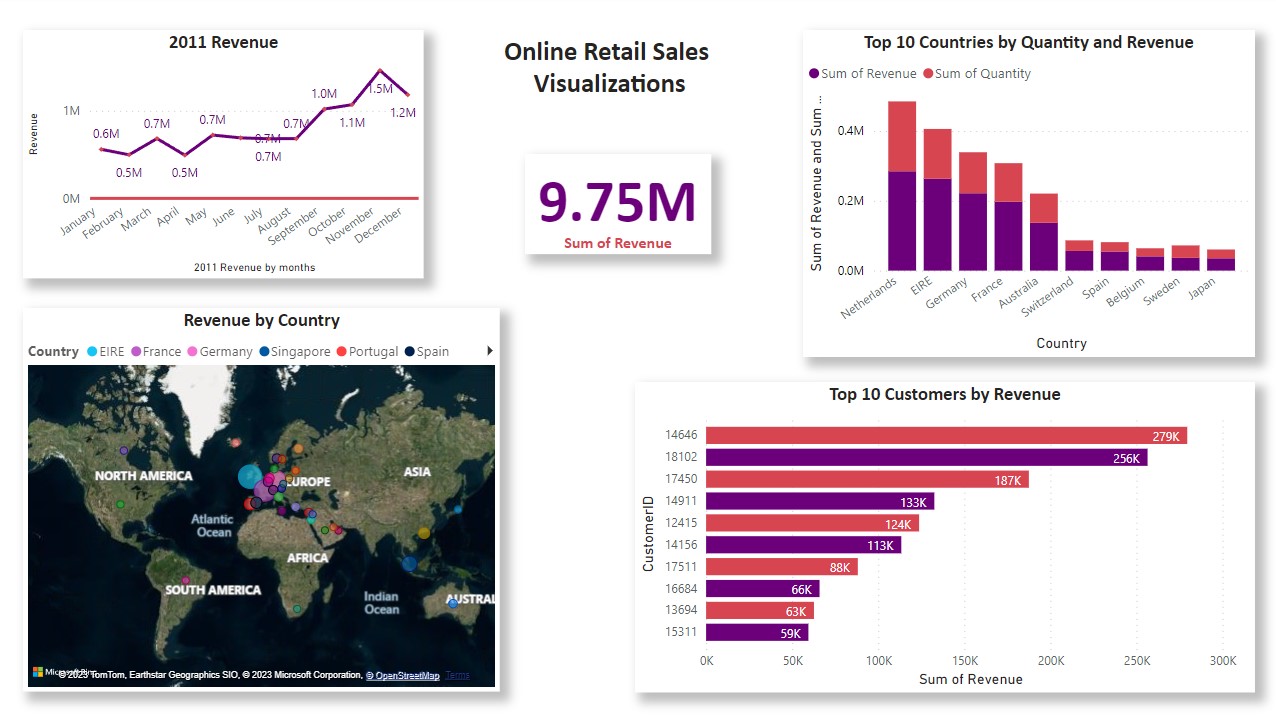 2011 Revenue
Revenue
1M
0M
0.6M
0.5M
0.7M
0.5M
0.7M
0.7M
0.7M
0.7M
1.0M
1.1M
1.5M
1.2M
January
February
March
April
May
June
July
August
September
October
November
December
2011 Revenue by months
Online Retail Sales
Visualizations
9.75M
Sum of Revenue
Top 10 Countries by Quantity and Revenue
Sum of Revenue
Sum of Quantity
Sum of Revenue and Sum ...
0.4M
0.2M
0.0M
Netherlands
EIRE
Germany
France
Australia
Switzerland
Spain
Belgium
Sweden
Japan
Country
Revenue by Country
Country EIRE France Germany Singapore Portugal Spain
NORTH AMERICA
EUROPE
ASIA
Atlantic
Ocean
AFRICA
SOUTH AMERICA
Indian
Ocean
AUSTRAL
Microsoft Bing
© 2023 TomTom, Earthstar Geographics SIO, © 2023 Microsoft Corporation, © OpenStreetMap Terms
Top 10 Customers by Revenue
CustomerID
14646 279K
18102 256K
17450 187K
14911 133K
12415 124K
14156 113K
17511 88K
16684 66K
13694 63K
15311 59K
0K 50K 100K 150K 200K 250K 300K
Sum of Revenue